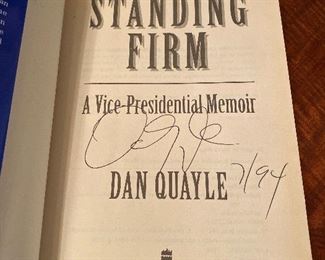 STANDING
FIRM
A Vice-Presidential Memoir
DAN QUAYLE
7/94